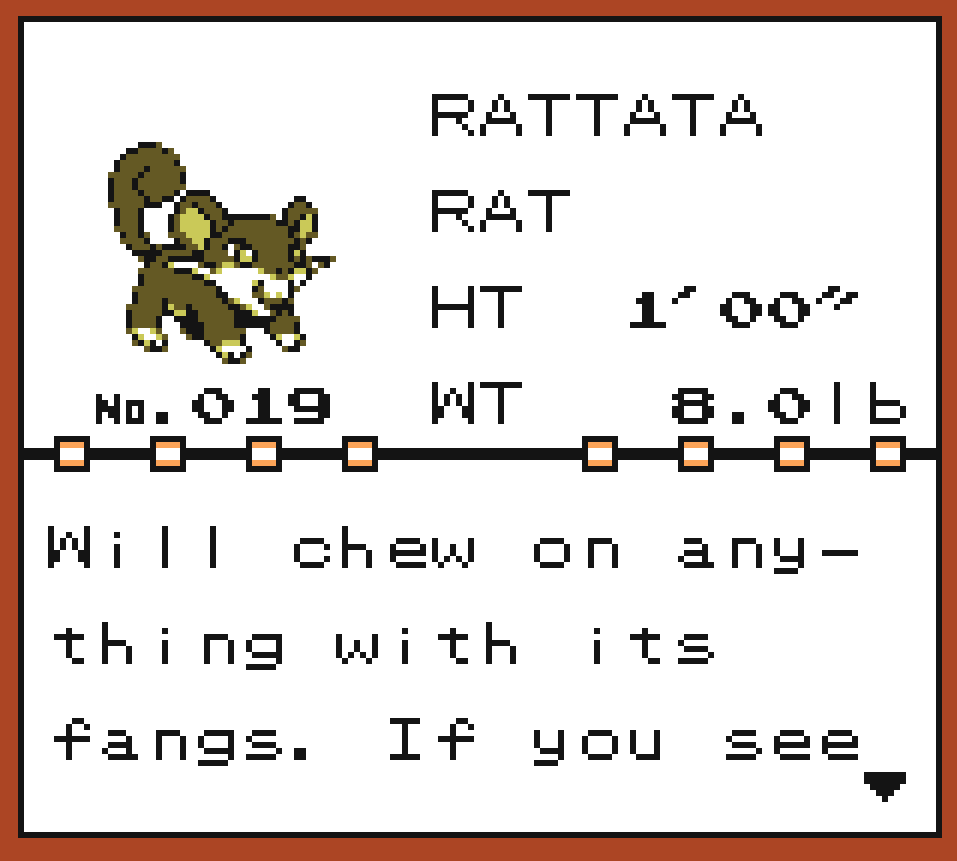 RATTATA
RAT
HT 1′00″
No.019 WT 8.0lb
Will chew on any-
thing with its
fangs. If you see